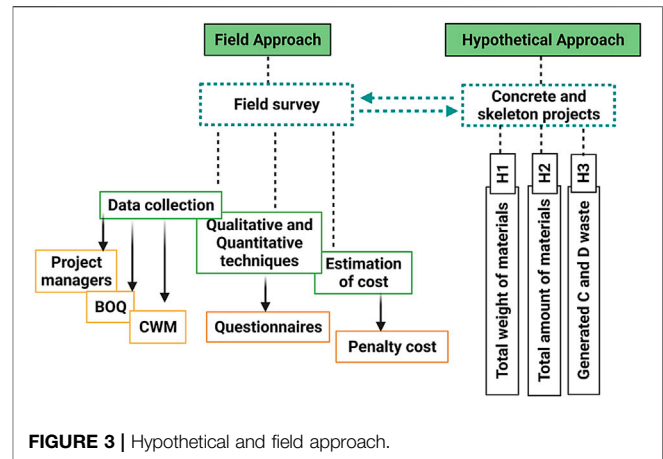 Field Approach
Hypothetical Approach
Field survey
Concrete and
skeleton projects
Data collection
Qualitative and
Quantitative
techniques
Estimation
of cost
Project
managers
BOQ
CWM
Questionnaires
Penalty cost
H1
H2
H3
Total weight of materials
Total amount of materials
Generated C and D waste
FIGURE 3 | Hypothetical and field approach.